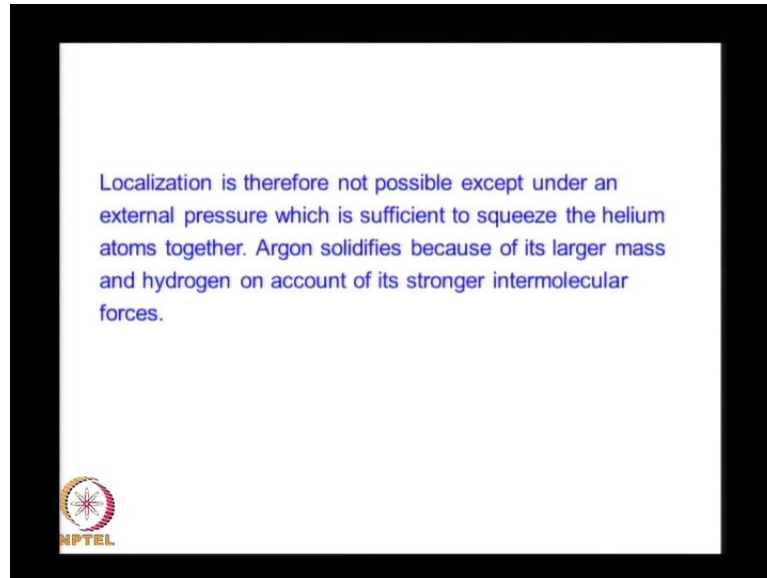 Localization is therefore not possible except under an
external pressure which is sufficient to squeeze the helium
atoms together. Argon solidifies because of its larger mass
and hydrogen on account of its stronger intermolecular
forces.
NPTEL